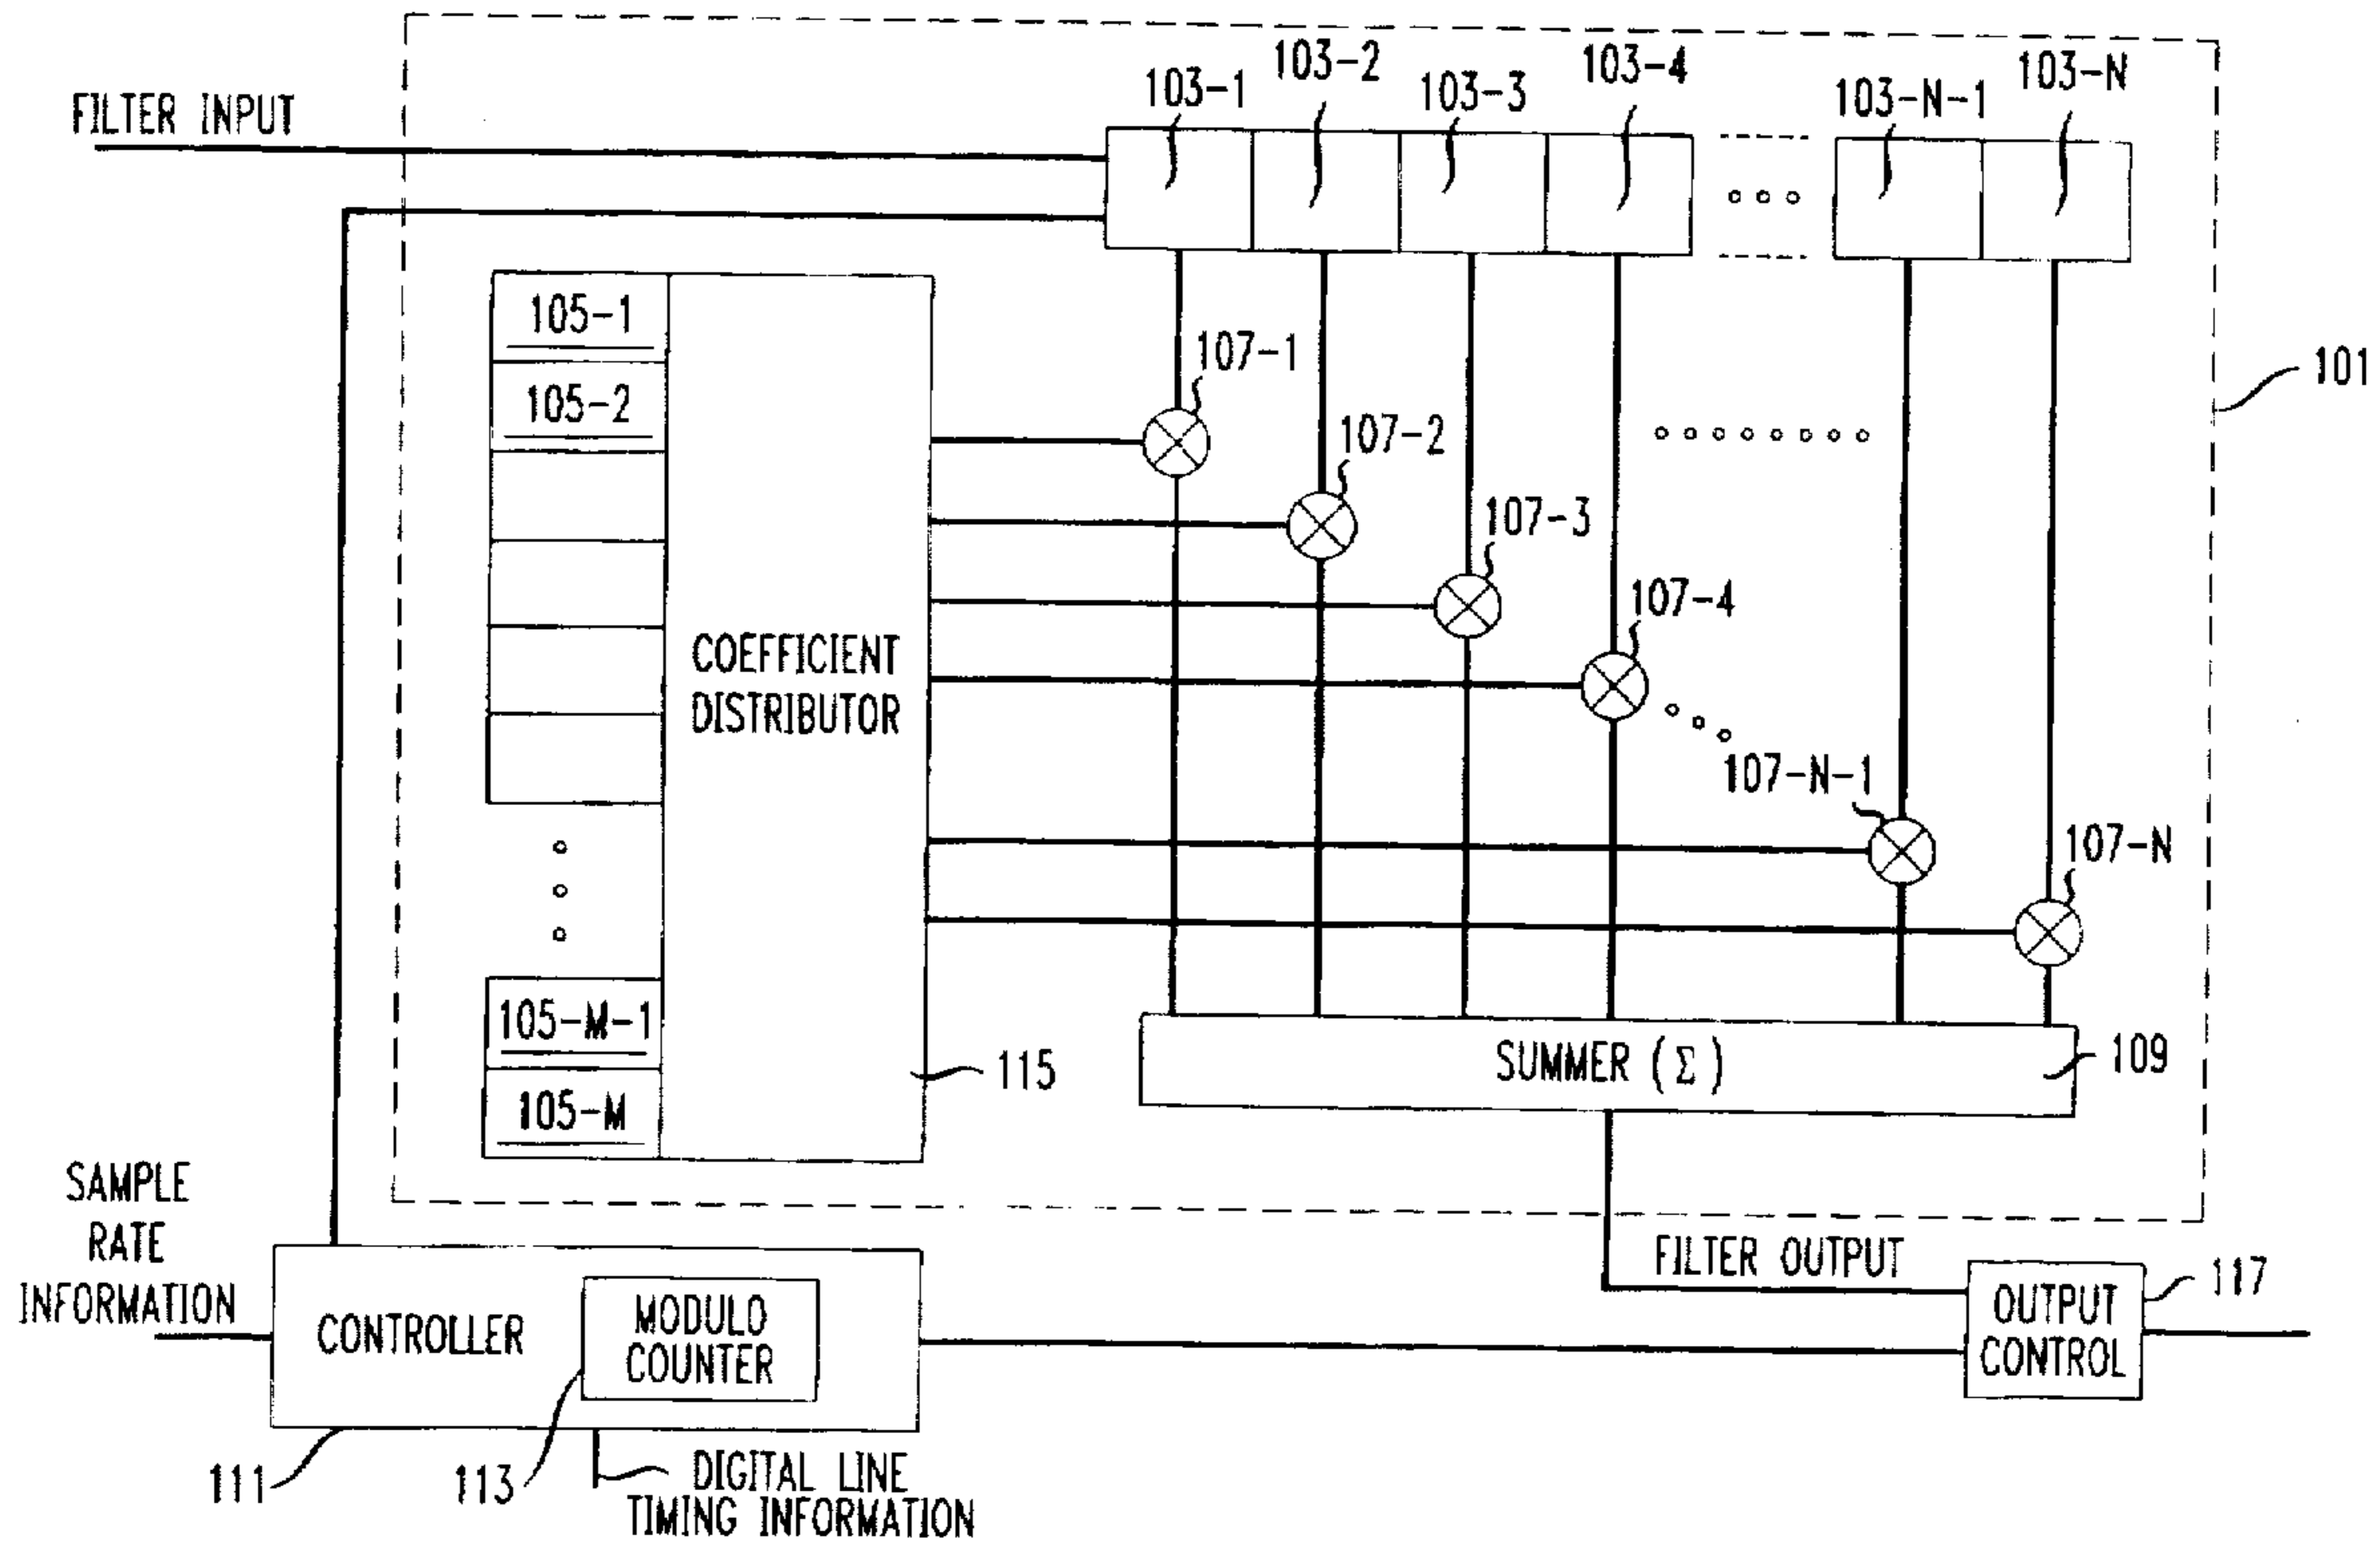 103-1
103-2
103-3
103-4
103-N-1
103-N
FILTER INPUT
105-1
105-2
107-1
107-2
107-3
107-4
107-N-1
107-N
101
COEFFICIENT
DISTRIBUTOR
105-M-1
105-M
115
SUMMER (Σ)
109
SAMPLE
RATE
INFORMATION
CONTROLLER
MODULO
COUNTER
FILTER OUTPUT
OUTPUT
CONTROL
117
111
113
DIGITAL LINE
TIMING INFORMATION